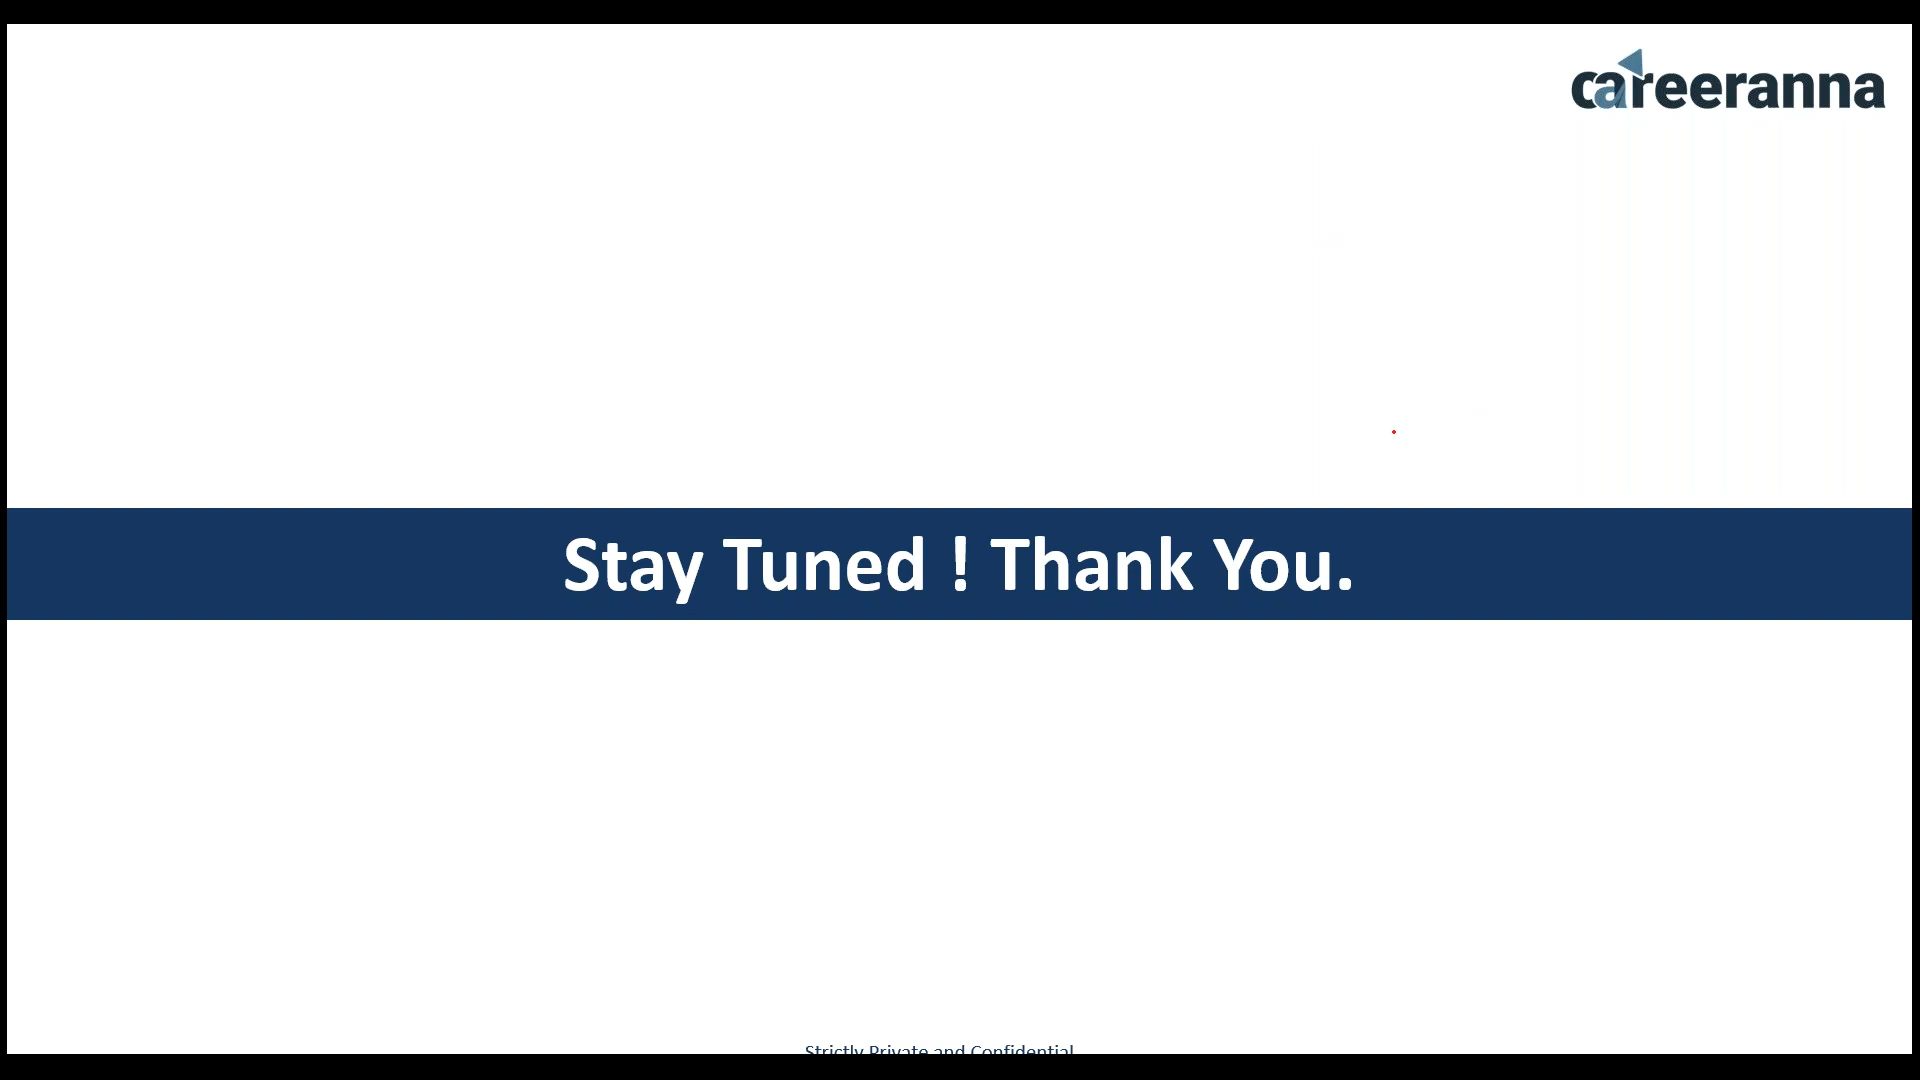 careeranna
Stay Tuned ! Thank You.
Strictly Private and Confidential